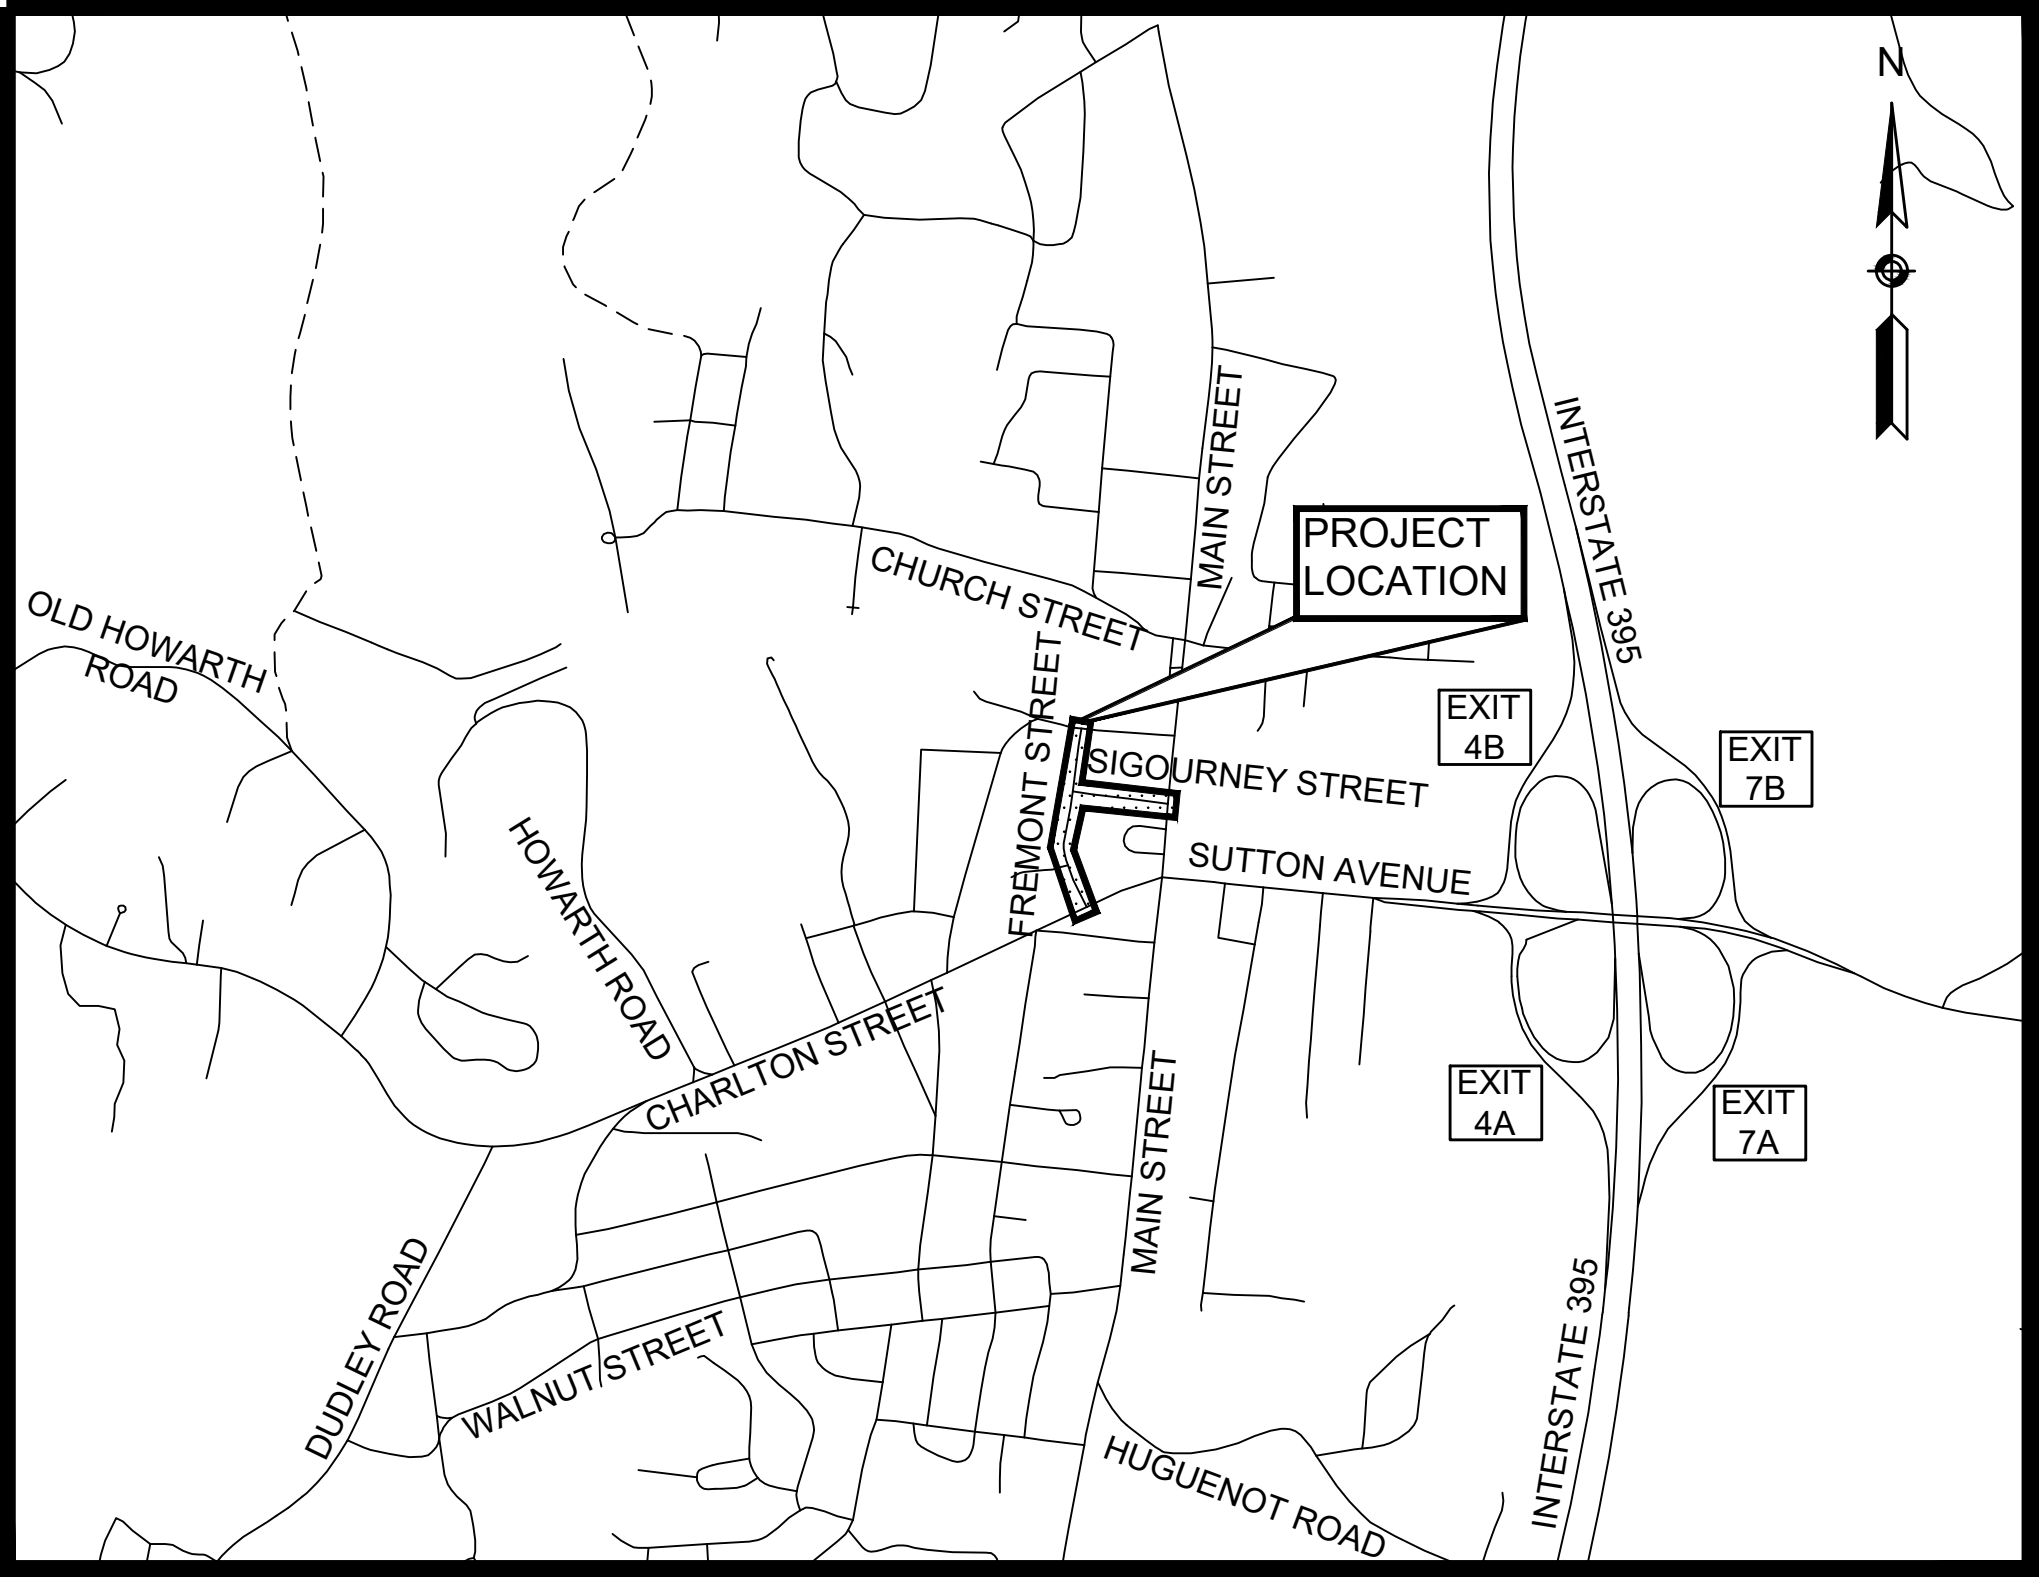 N
MAIN STREET
INTERSTATE 395
PROJECT
LOCATION
CHURCH STREET
OLD HOWARTH
ROAD
FREMONT STREET
EXIT
4B
EXIT
7B
SIGOURNEY STREET
HOWARTH ROAD
SUTTON AVENUE
CHARLTON STREET
EXIT
4A
EXIT
7A
MAIN STREET
DUDLEY ROAD
WALNUT STREET
INTERSTATE 395
HUGUENOT ROAD